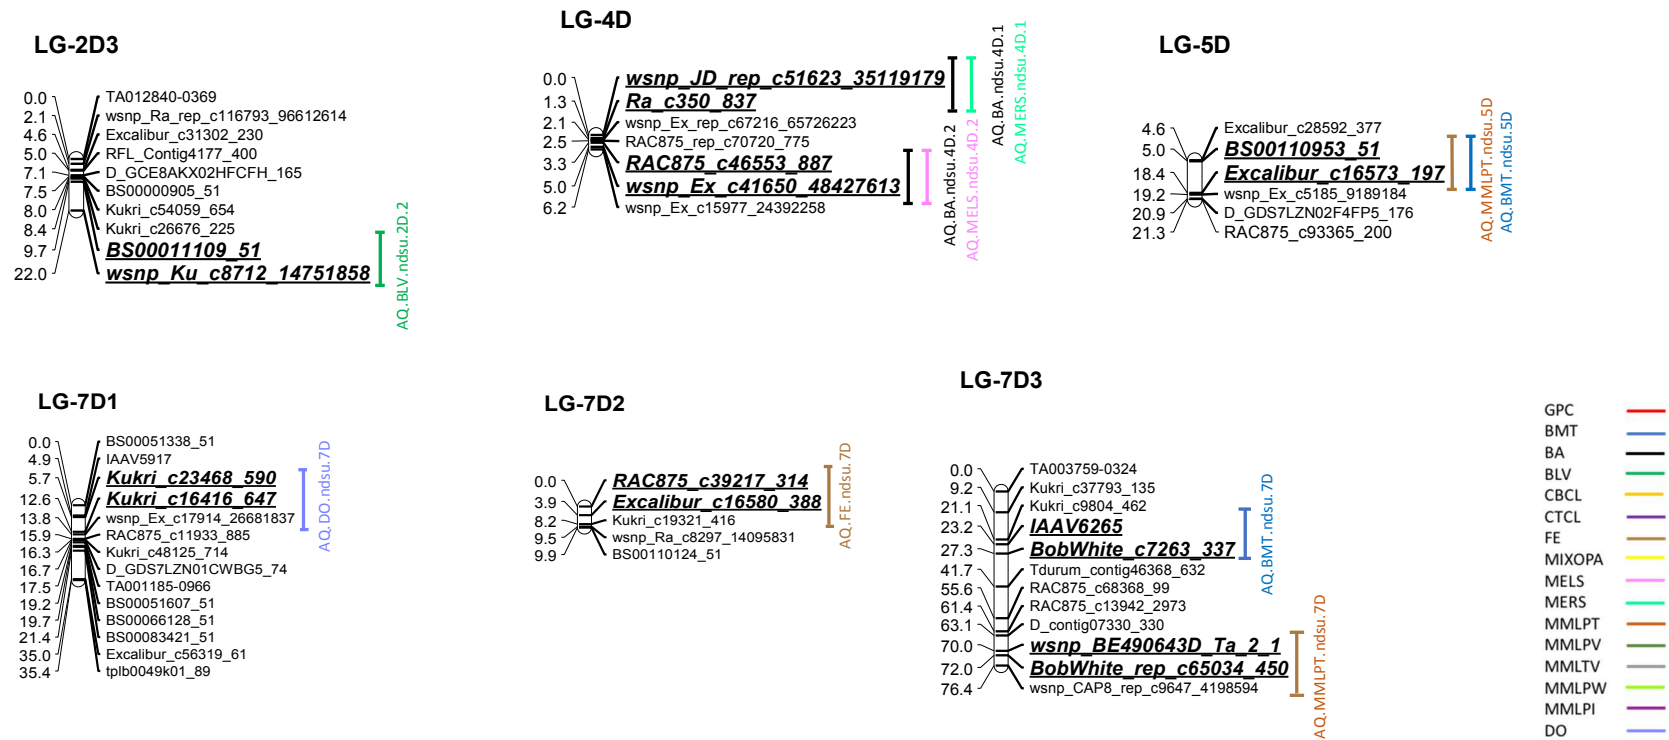 LG-2D3
0.0 TA012840-0369
2.1 wsnp_Ra_rep_c116793_96612614
4.6 Excalibur_c31302_230
5.0 RFL_Contig4177_400
7.1 D_GCE8AKX02HFCFH_165
7.5 BS00000905_51
8.0 Kukri_c54059_654
8.4 Kukri_c26676_225
9.7 BS00011109_51
22.0 wsnp_Ku_c8712_14751858
AQ.BLV.ndsu.2D.2
LG-4D
0.0 wsnp_JD_rep_c51623_35119179
1.3 Ra_c350_837
2.1 wsnp_Ex_rep_c67216_65726223
2.5 RAC875_rep_c70720_775
3.3 RAC875_c46553_887
5.0 wsnp_Ex_c41650_48427613
6.2 wsnp_Ex_c15977_24392258
AQ.BA.ndsu.4D.2
AQ.MELS.ndsu.4D.2
AQ.BA.ndsu.4D.1
AQ.MERS.ndsu.4D.1
LG-5D
4.6 Excalibur_c28592_377
5.0 BS00110953_51
18.4 Excalibur_c16573_197
19.2 wsnp_Ex_c5185_9189184
20.9 D_GDS7LZN02F4FP5_176
21.3 RAC875_c93365_200
AQ.MMLPT.ndsu.5D
AQ.BMT.ndsu.5D
LG-7D1
0.0 BS00051338_51
4.9 IAAV5917
5.7 Kukri_c23468_590
12.6 Kukri_c16416_647
13.8 wsnp_Ex_c17914_26681837
15.9 RAC875_c11933_885
16.3 Kukri_c48125_714
16.7 D_GDS7LZN01CWBG5_74
17.5 TA001185-0966
19.2 BS00051607_51
19.7 BS00066128_51
21.4 BS00083421_51
35.0 Excalibur_c56319_61
35.4 tplb0049k01_89
AQ.DO.ndsu.7D
LG-7D2
0.0 RAC875_c39217_314
3.9 Excalibur_c16580_388
8.2 Kukri_c19321_416
9.5 wsnp_Ra_c8297_14095831
9.9 BS00110124_51
AQ.FE.ndsu.7D
LG-7D3
0.0 TA003759-0324
9.2 Kukri_c37793_135
21.1 Kukri_c9804_462
23.2 IAAV6265
27.3 BobWhite_c7263_337
41.7 Tdurum_contig46368_632
55.6 RAC875_c68368_99
61.4 RAC875_c13942_2973
63.1 D_contig07330_330
70.0 wsnp_BE490643D_Ta_2_1
72.0 BobWhite_rep_c65034_450
76.4 wsnp_CAP8_rep_c9647_4198594
AQ.BMT.ndsu.7D
AQ.MMLPT.ndsu.7D
GPC
BMT
BA
BLV
CBCL
CTCL
FE
MIXOPA
MELS
MERS
MMLPT
MMLPV
MMLTV
MMLPW
MMLPI
DO